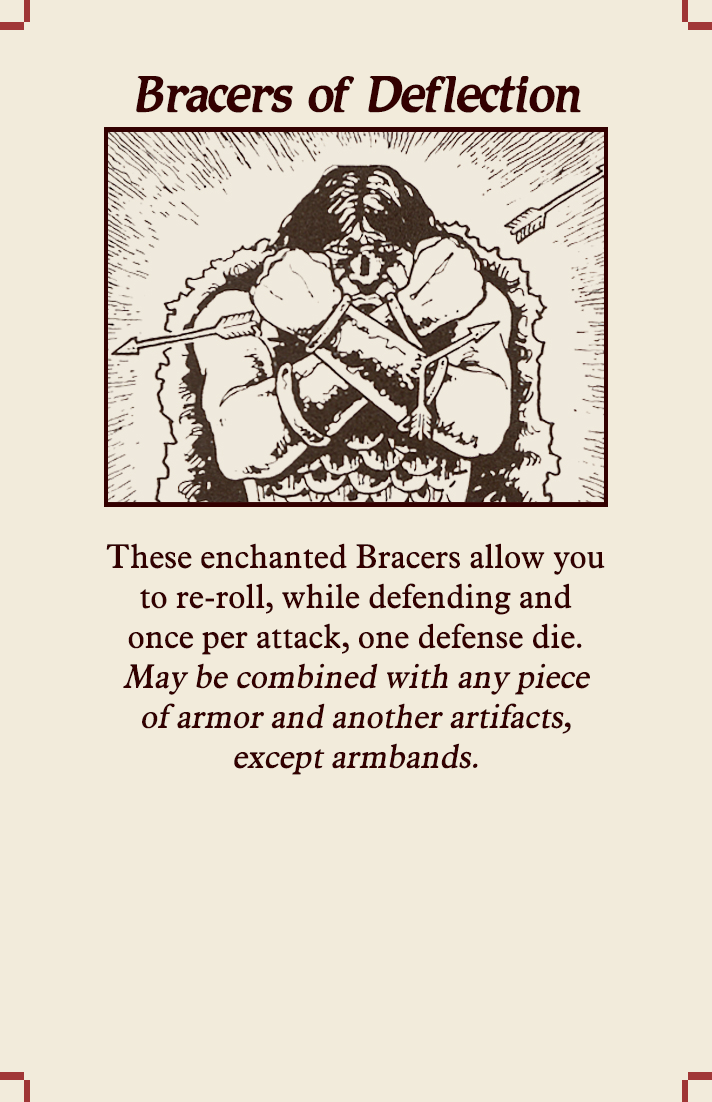 Bracers of Deflection
These enchanted Bracers allow you
to re-roll, while defending and
once per attack, one defense die.
May be combined with any piece
of armor and another artifacts,
except armbands.